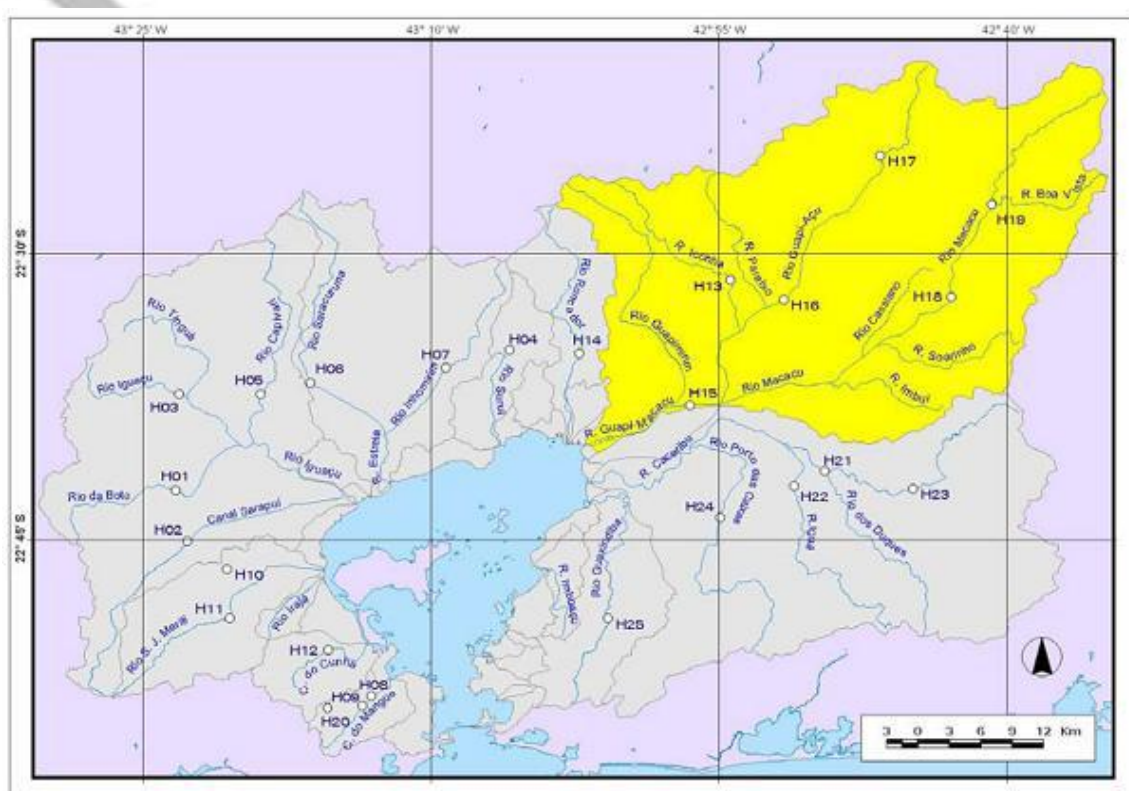 43° 25' W
43° 10' W
42° 55' W
42° 40' W
22° 30' S
22° 45' S
H17
R. Boa Vista
H19
Rio Macacu
Rio Guapi-Açu
R. Paraíso
H13
H16
H18
Rio Cassiano
Rio Guapimirim
R. Soarinho
R. Imbuí
Rio Macacu
H15
R. Guapi-Macacu
Rio Roncador
H14
H04
Rio Suruí
H07
Rio Inhomirim
Rio Saracuruna
H06
R. Estrela
Rio Capivari
H05
Rio Tinguá
Rio Iguaçu
H03
Rio Iguaçu
H01
Rio da Bota
Canal Sarapuí
H02
H10
H11
Rio S. J. Meriti
Rio Irajá
H12
C. do Cunha
H08
H09
H20
C. do Mangue
R. Caceribu
Rio Porto das Caixas
H21
H22
H23
H24
Rio dos Duques
R. Imboaçu
H25
3 0 3 6 9 12 Km